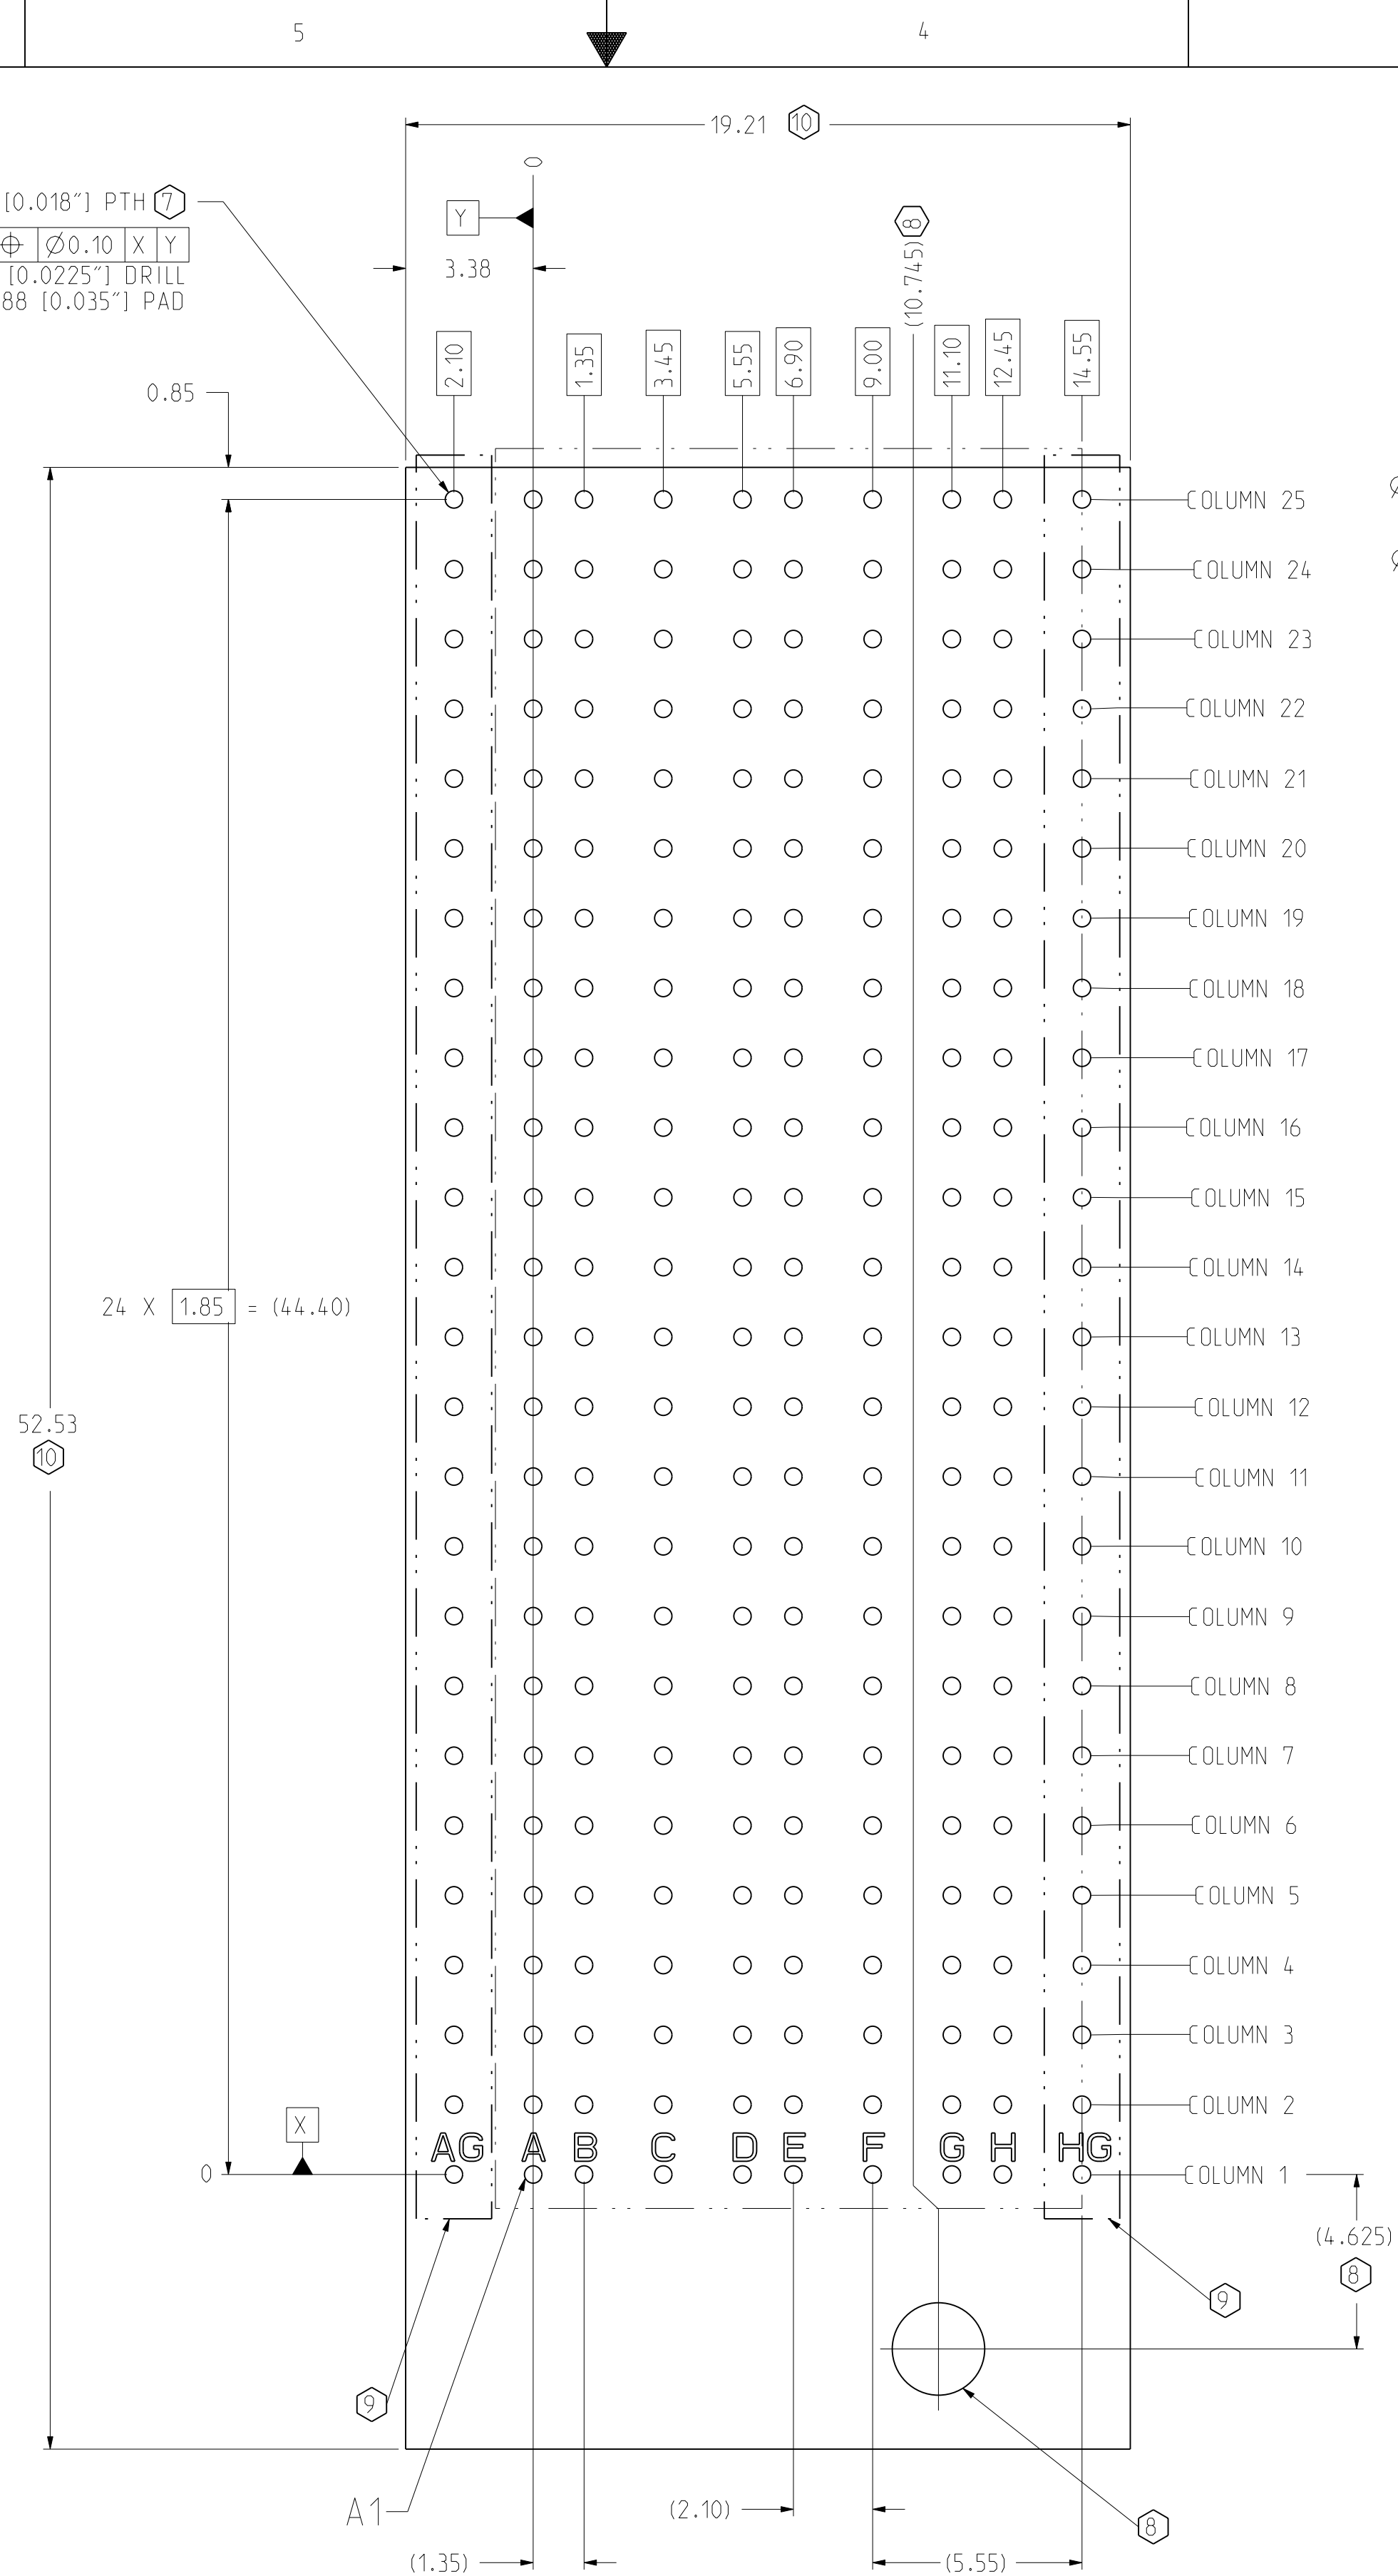 5
4
19.21 10
0
[0.018"] PTH 7
⌖ Ø0.10 X Y
[0.0225"] DRILL
88 [0.035"] PAD
Y
3.38
(10.745) 8
0.85
2.10
1.35
3.45
5.55
6.90
9.00
11.10
12.45
14.55
COLUMN 25
COLUMN 24
COLUMN 23
COLUMN 22
COLUMN 21
COLUMN 20
COLUMN 19
COLUMN 18
COLUMN 17
COLUMN 16
COLUMN 15
COLUMN 14
24 X 1.85 = (44.40)
COLUMN 13
COLUMN 12
52.53
10
COLUMN 11
COLUMN 10
COLUMN 9
COLUMN 8
COLUMN 7
COLUMN 6
COLUMN 5
COLUMN 4
COLUMN 3
COLUMN 2
X
AG A B C D E F G H HG
0
COLUMN 1
(4.625)
8
9
9
A1
(2.10)
8
(1.35)
(5.55)